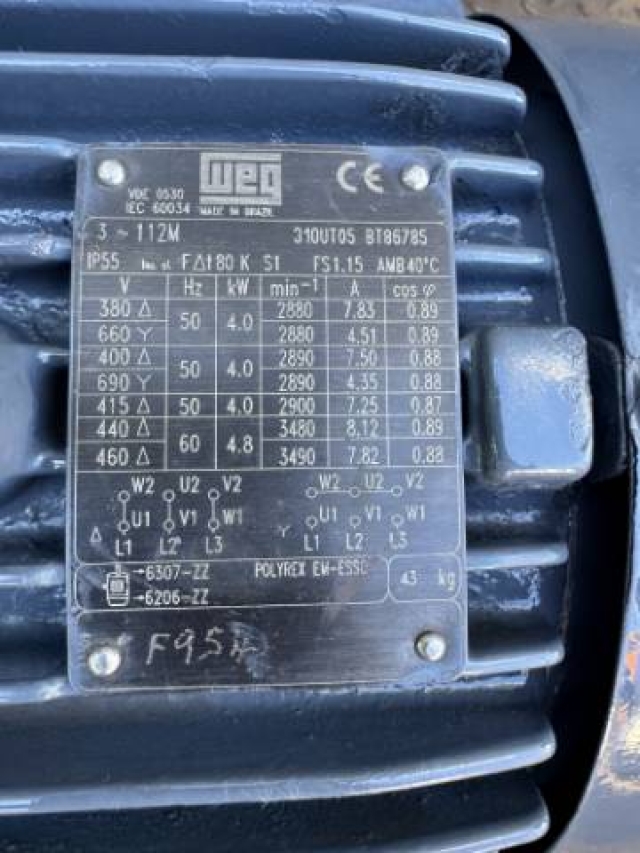 WEG
CE
VDE 0530
IEC 60034 MADE IN BRAZIL
3 ~ 112M 310UT05 BT86785
IP55 Ins. cl. F Δt 80 K S1 FS1.15 AMB 40°C
V Hz kW min⁻¹ A cos φ
380 Δ 50 4.0 2880 7.83 0.89
660 Y 2880 4.51 0.89
400 Δ 50 4.0 2890 7.50 0.88
690 Y 2890 4.35 0.88
415 Δ 50 4.0 2900 7.25 0.87
440 Δ 60 4.8 3480 8.12 0.89
460 Δ 3490 7.82 0.88
W2 U2 V2 W2 U2 V2
U1 V1 W1 U1 V1 W1
Δ L1 L2 L3 Y L1 L2 L3
→6307-ZZ POLYREX EM-ESSO 43 kg
→6206-ZZ